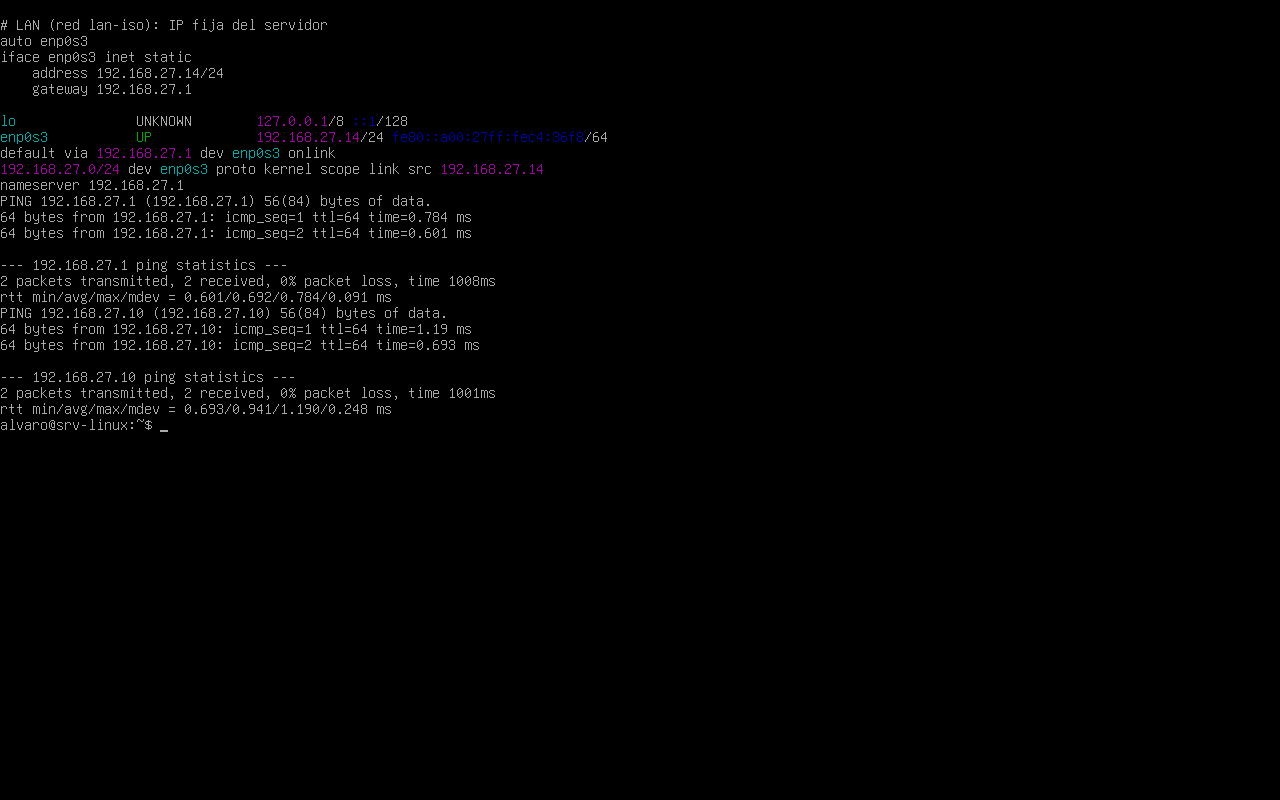 # LAN (red lan-iso): IP fija del servidor
auto enp0s3
iface enp0s3 inet static
    address 192.168.27.14/24
    gateway 192.168.27.1
lo               UNKNOWN        127.0.0.1/8 ::1/128
enp0s3           UP             192.168.27.14/24 fe80::a00:27ff:fec4:36f8/64
default via 192.168.27.1 dev enp0s3 onlink
192.168.27.0/24 dev enp0s3 proto kernel scope link src 192.168.27.14
nameserver 192.168.27.1
PING 192.168.27.1 (192.168.27.1) 56(84) bytes of data.
64 bytes from 192.168.27.1: icmp_seq=1 ttl=64 time=0.784 ms
64 bytes from 192.168.27.1: icmp_seq=2 ttl=64 time=0.601 ms
--- 192.168.27.1 ping statistics ---
2 packets transmitted, 2 received, 0% packet loss, time 1008ms
rtt min/avg/max/mdev = 0.601/0.692/0.784/0.091 ms
PING 192.168.27.10 (192.168.27.10) 56(84) bytes of data.
64 bytes from 192.168.27.10: icmp_seq=1 ttl=64 time=1.19 ms
64 bytes from 192.168.27.10: icmp_seq=2 ttl=64 time=0.693 ms
--- 192.168.27.10 ping statistics ---
2 packets transmitted, 2 received, 0% packet loss, time 1001ms
rtt min/avg/max/mdev = 0.693/0.941/1.190/0.248 ms
alvaro@srv-linux:~$ _